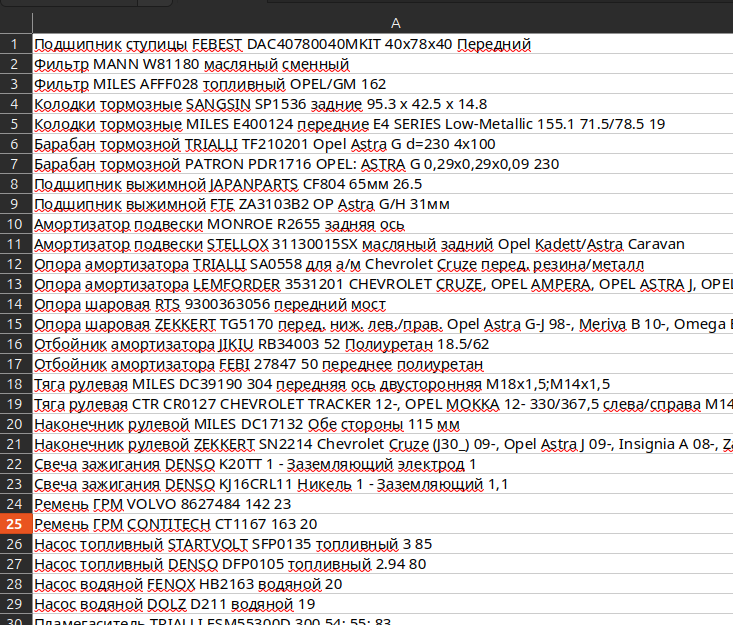 A
1 Подшипник ступицы FEBEST DAC40780040MKIT 40x78x40 Передний
2 Фильтр MANN W81180 масляный сменный
3 Фильтр MILES AFFF028 топливный OPEL/GM 162
4 Колодки тормозные SANGSIN SP1536 задние 95.3 x 42.5 x 14.8
5 Колодки тормозные MILES E400124 передние E4 SERIES Low-Metallic 155.1 71.5/78.5 19
6 Барабан тормозной TRIALLI TF210201 Opel Astra G d=230 4x100
7 Барабан тормозной PATRON PDR1716 OPEL: ASTRA G 0,29x0,29x0,09 230
8 Подшипник выжимной JAPANPARTS CF804 65мм 26.5
9 Подшипник выжимной FTE ZA3103B2 OP Astra G/H 31мм
10 Амортизатор подвески MONROE R2655 задняя ось
11 Амортизатор подвески STELLOX 31130015SX масляный задний Opel Kadett/Astra Caravan
12 Опора амортизатора TRIALLI SA0558 для а/м Chevrolet Cruze перед. резина/металл
13 Опора амортизатора LEMFORDER 3531201 CHEVROLET CRUZE, OPEL AMPERA, OPEL ASTRA J, OPEL
14 Опора шаровая RTS 9300363056 передний мост
15 Опора шаровая ZEKKERT TG5170 перед. ниж. лев./прав. Opel Astra G-J 98-, Meriva B 10-, Omega
16 Отбойник амортизатора JIKIU RB34003 52 Полиуретан 18.5/62
17 Отбойник амортизатора FEBI 27847 50 переднее полиуретан
18 Тяга рулевая MILES DC39190 304 передняя ось двусторонняя M18x1,5;M14x1,5
19 Тяга рулевая CTR CR0127 CHEVROLET TRACKER 12-, OPEL MOKKA 12- 330/367,5 слева/справа M14
20 Наконечник рулевой MILES DC17132 Обе стороны 115 мм
21 Наконечник рулевой ZEKKERT SN2214 Chevrolet Cruze (J30_) 09-, Opel Astra J 09-, Insignia A 08-,
22 Свеча зажигания DENSO K20TT 1 - Заземляющий электрод 1
23 Свеча зажигания DENSO KJ16CRL11 Никель 1 - Заземляющий 1,1
24 Ремень ГРМ VOLVO 8627484 142 23
25 Ремень ГРМ CONTITECH CT1167 163 20
26 Насос топливный STARTVOLT SFP0135 топливный 3 85
27 Насос топливный DENSO DFP0105 топливный 2.94 80
28 Насос водяной FENOX HB2163 водяной 20
29 Насос водяной DOLZ D211 водяной 19
30 Пламегаситель TRIALLI